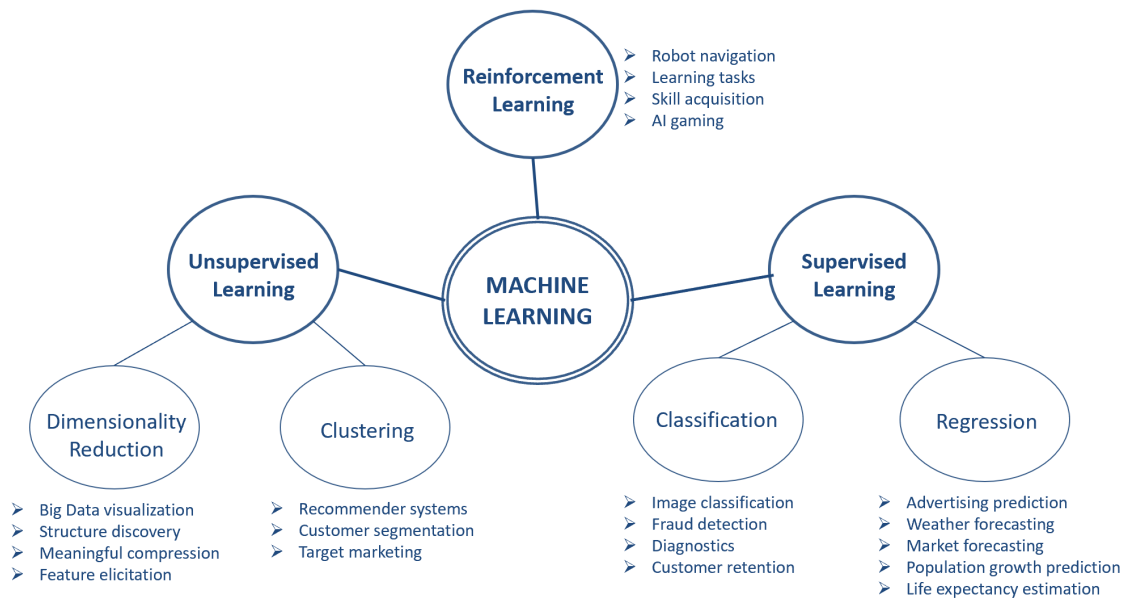 Reinforcement
Learning
Robot navigation
Learning tasks
Skill acquisition
AI gaming
Unsupervised
Learning
MACHINE
LEARNING
Supervised
Learning
Dimensionality
Reduction
Clustering
Classification
Regression
Big Data visualization
Structure discovery
Meaningful compression
Feature elicitation
Recommender systems
Customer segmentation
Target marketing
Image classification
Fraud detection
Diagnostics
Customer retention
Advertising prediction
Weather forecasting
Market forecasting
Population growth prediction
Life expectancy estimation